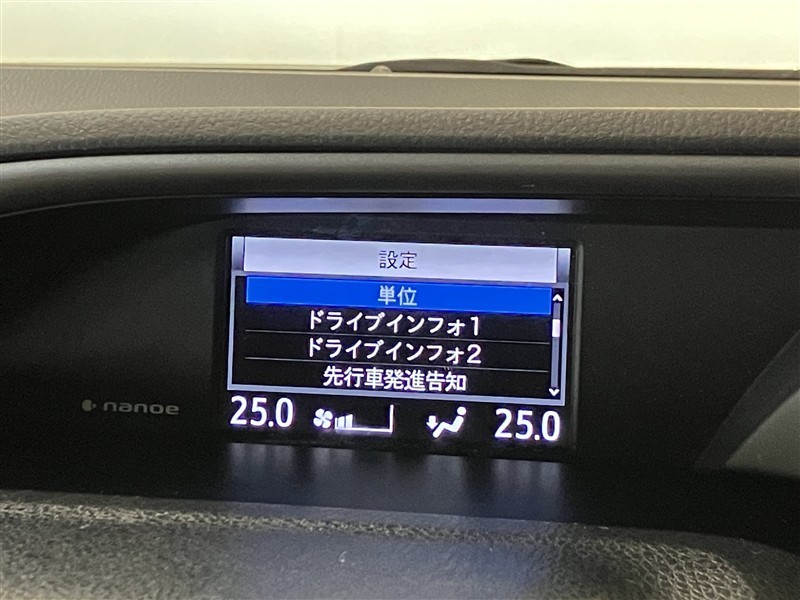 設定
単位
ドライブインフォ1
ドライブインフォ2
先行車発進告知
nanoe
25.0
25.0